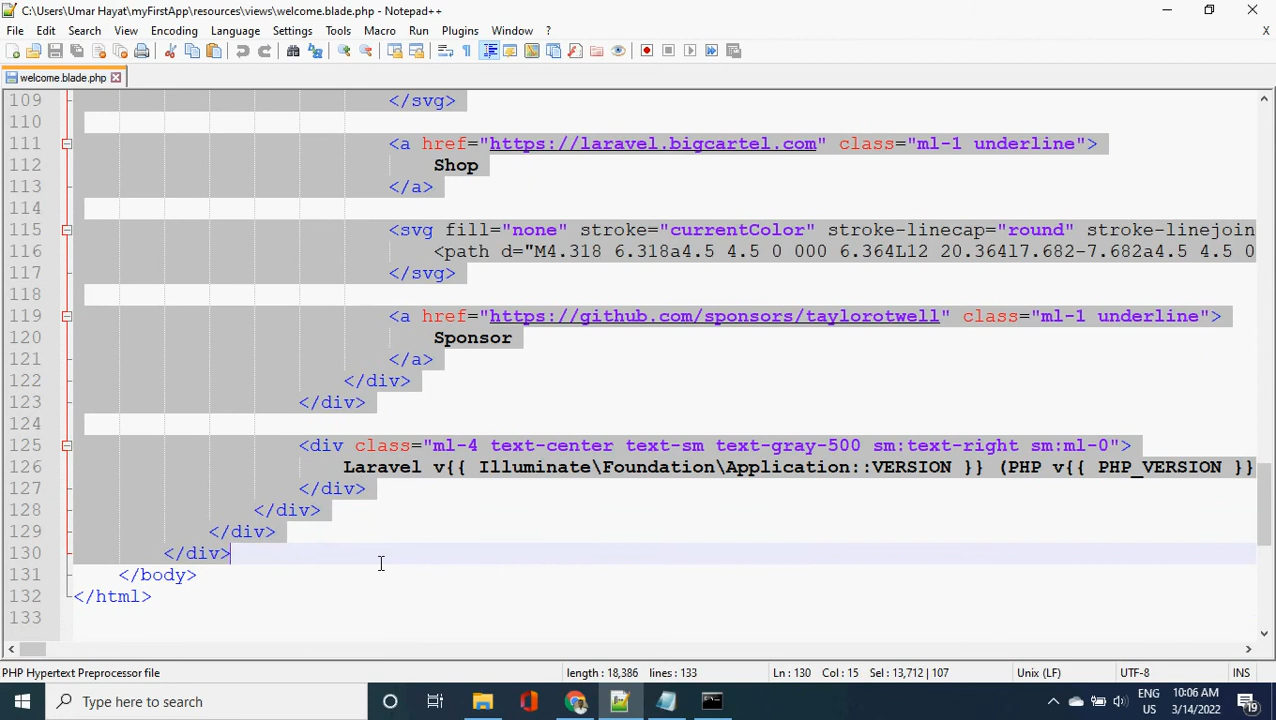 C:\Users\Umar Hayat\myFirstApp\resources\views\welcome.blade.php - Notepad++
File Edit Search View Encoding Language Settings Tools Macro Run Plugins Window ? X
welcome.blade.php
109 </svg>
110
111 <a href="https://laravel.bigcartel.com" class="ml-1 underline">
112 Shop
113 </a>
114
115 <svg fill="none" stroke="currentColor" stroke-linecap="round" stroke-linejoin
116 <path d="M4.318 6.318a4.5 4.5 0 000 6.364L12 20.364l7.682-7.682a4.5 4.5 0
117 </svg>
118
119 <a href="https://github.com/sponsors/taylorotwell" class="ml-1 underline">
120 Sponsor
121 </a>
122 </div>
123 </div>
124
125 <div class="ml-4 text-center text-sm text-gray-500 sm:text-right sm:ml-0">
126 Laravel v{{ Illuminate\Foundation\Application::VERSION }} (PHP v{{ PHP_VERSION }}
127 </div>
128 </div>
129 </div>
130 </div>
131 </body>
132 </html>
133
PHP Hypertext Preprocessor file length : 18,386 lines : 133 Ln : 130 Col : 15 Sel : 13,712 | 107 Unix (LF) UTF-8 INS
Type here to search
ENG
US
10:06 AM
3/14/2022
19